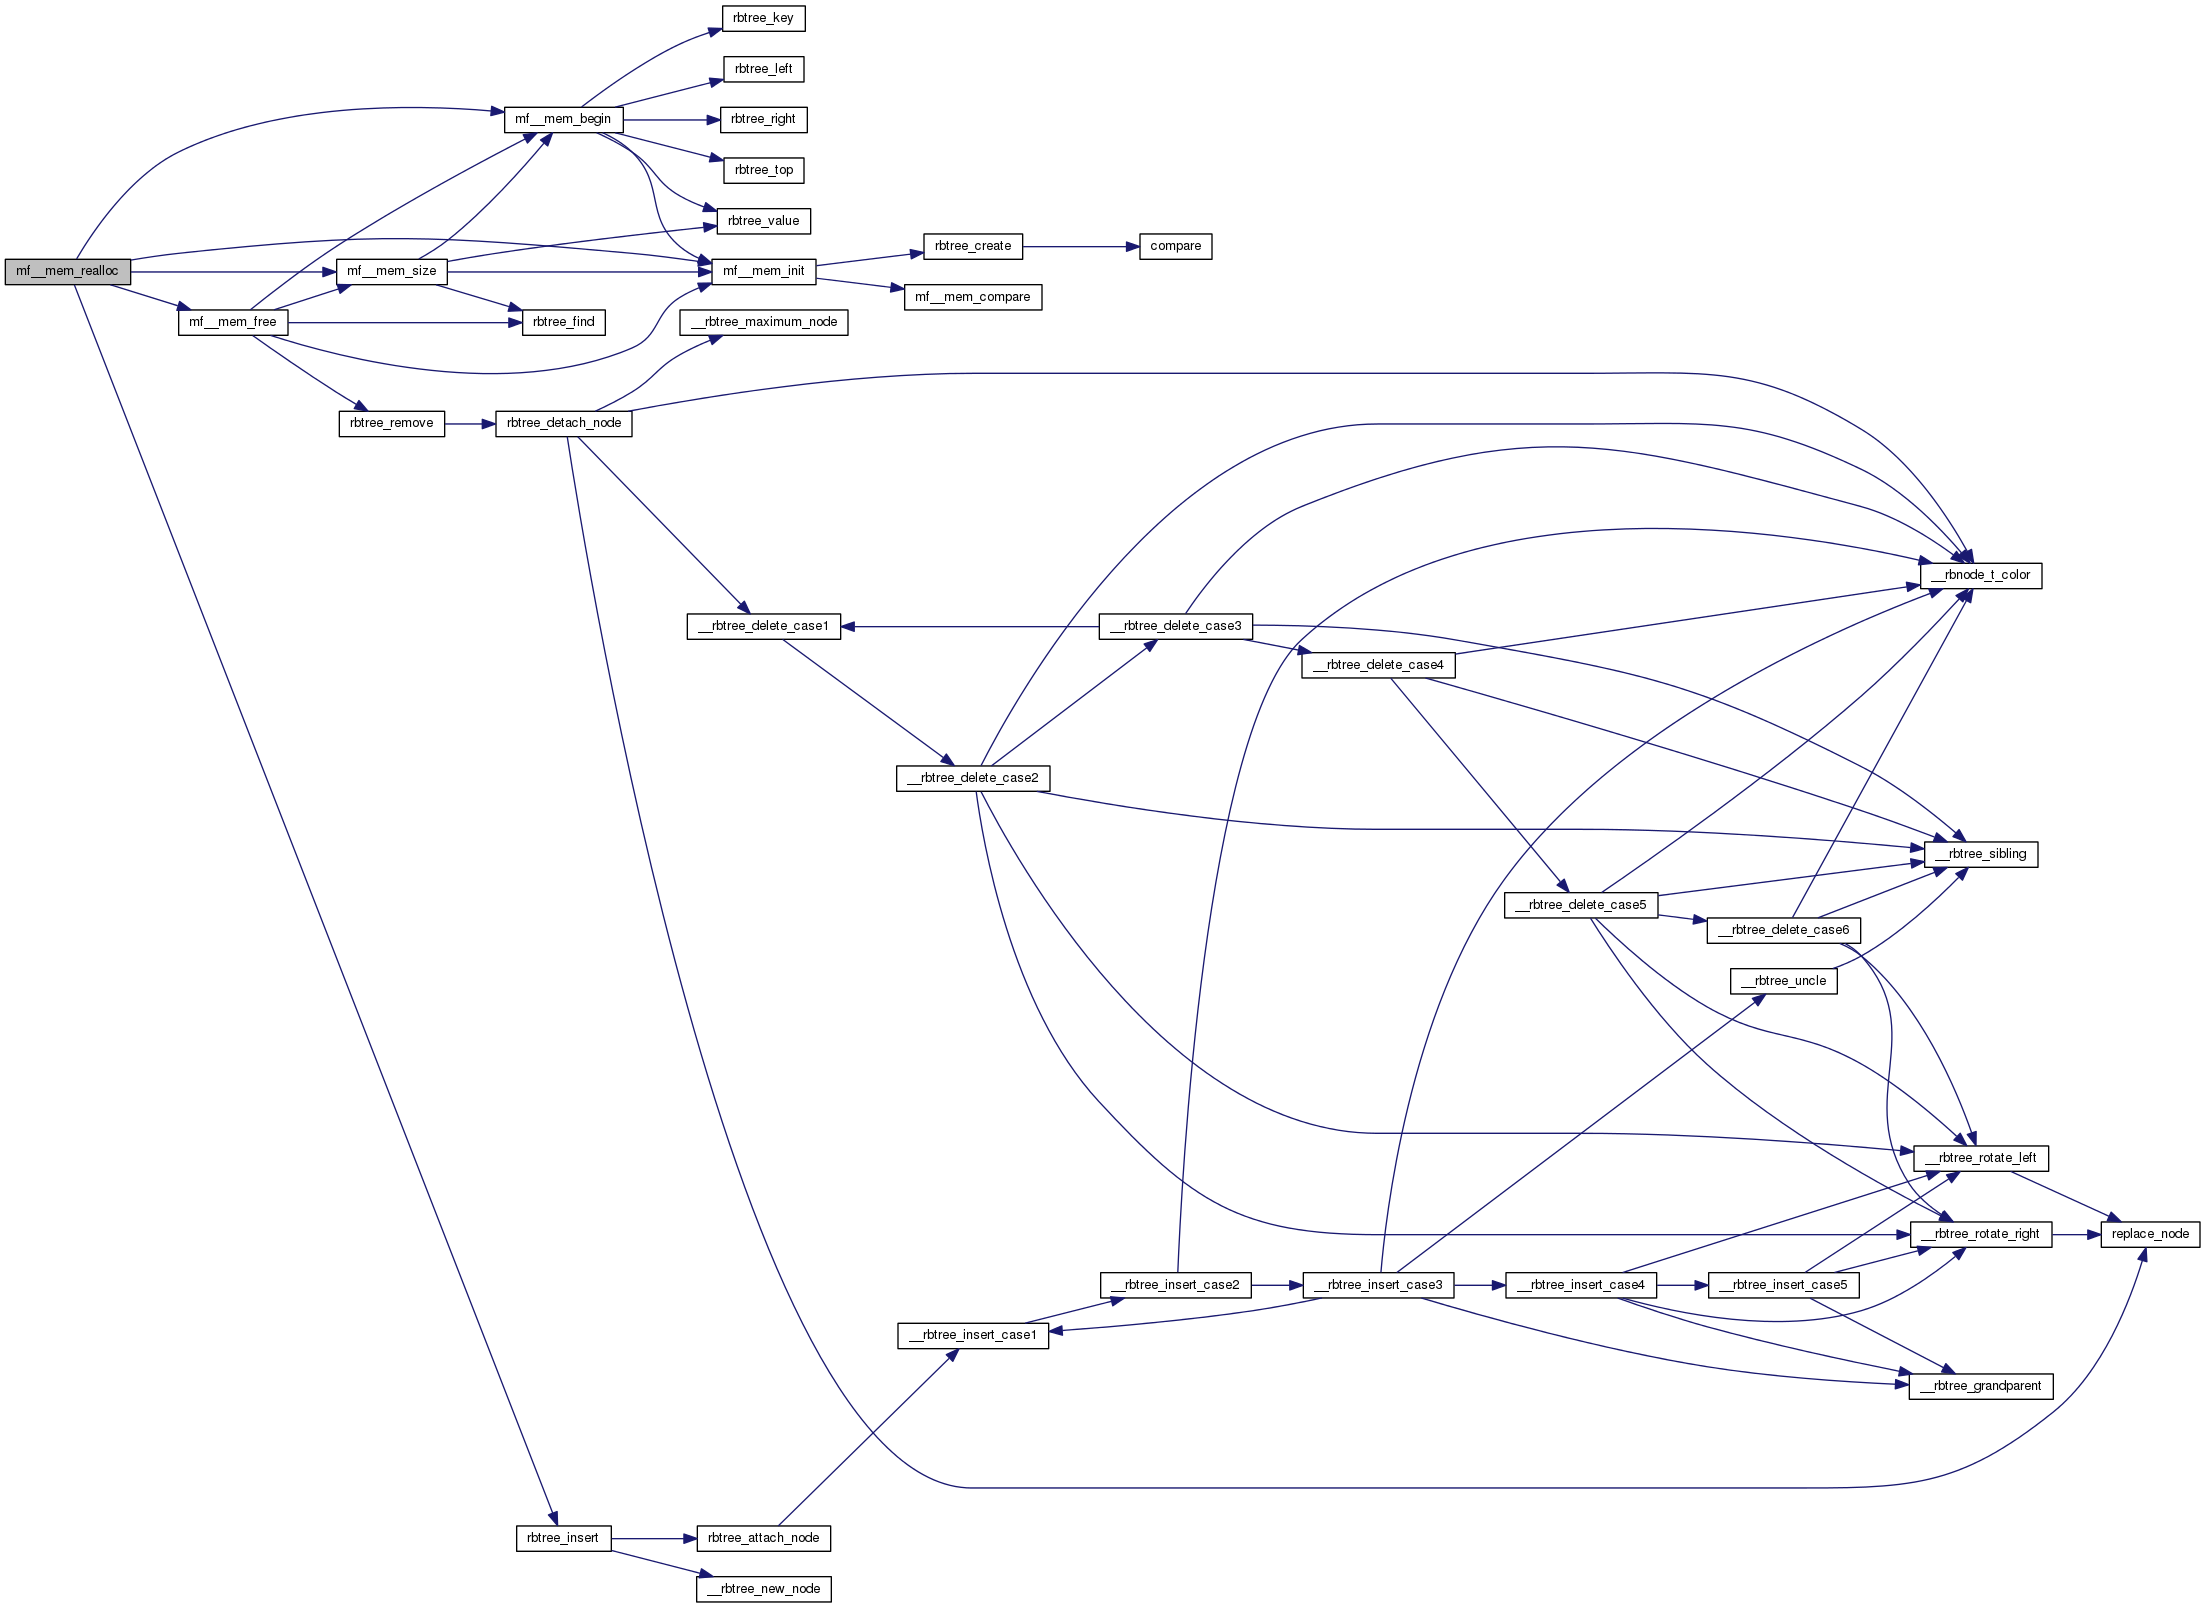 rbtree_key
rbtree_left
mf__mem_begin
rbtree_right
rbtree_top
rbtree_value
rbtree_create
compare
mf__mem_realloc
mf__mem_size
mf__mem_init
mf__mem_compare
mf__mem_free
rbtree_find
__rbtree_maximum_node
rbtree_remove
rbtree_detach_node
__rbnode_t_color
__rbtree_delete_case1
__rbtree_delete_case3
__rbtree_delete_case4
__rbtree_delete_case2
__rbtree_sibling
__rbtree_delete_case5
__rbtree_delete_case6
__rbtree_uncle
__rbtree_rotate_left
__rbtree_rotate_right
replace_node
__rbtree_insert_case2
__rbtree_insert_case3
__rbtree_insert_case4
__rbtree_insert_case5
__rbtree_insert_case1
__rbtree_grandparent
rbtree_insert
rbtree_attach_node
__rbtree_new_node